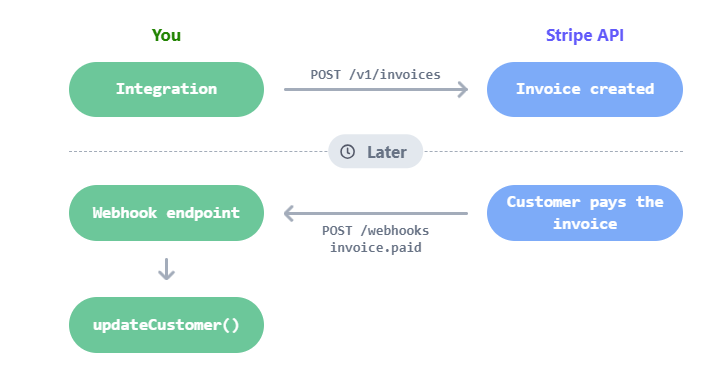 You
Stripe API
Integration
POST /v1/invoices
Invoice created
Later
Webhook endpoint
POST /webhooks
invoice.paid
Customer pays the
invoice
updateCustomer()